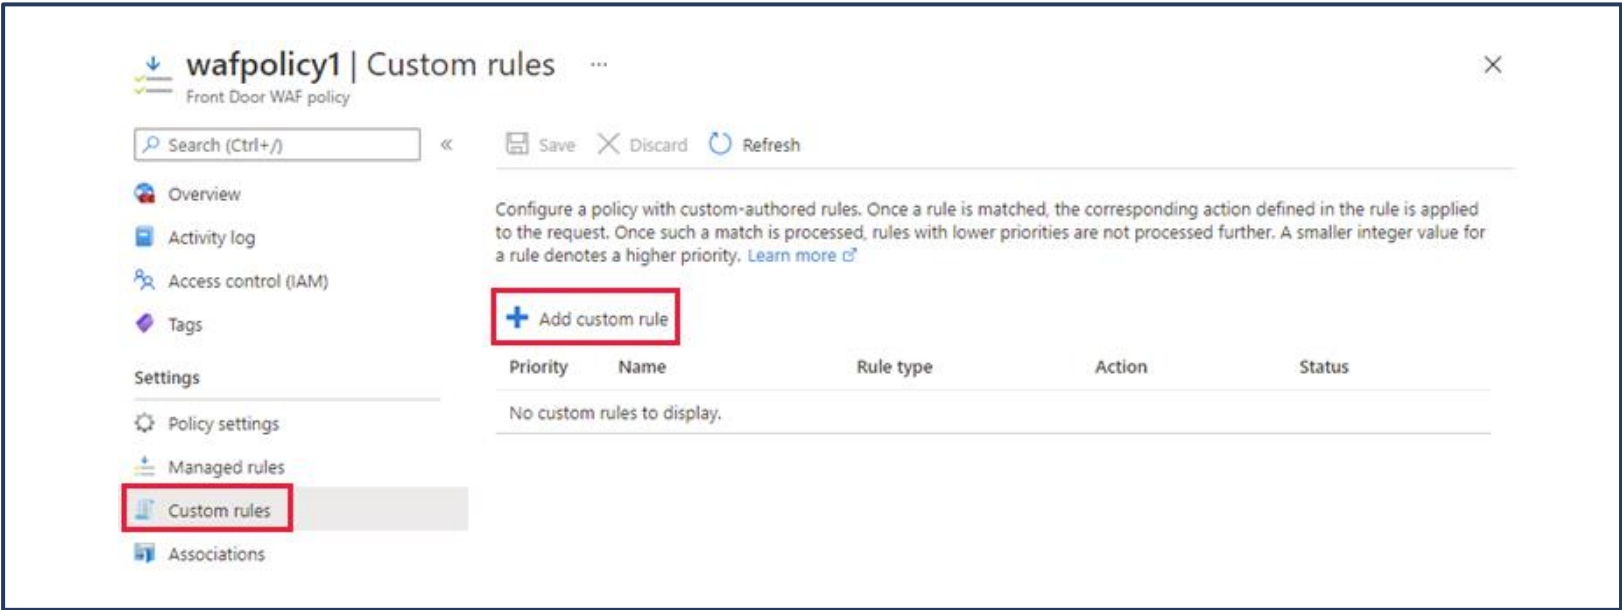 wafpolicy1 | Custom rules ...
Front Door WAF policy
Search (Ctrl+/)
«
Overview
Activity log
Access control (IAM)
Tags
Settings
Policy settings
Managed rules
Custom rules
Associations
Save Discard Refresh
Configure a policy with custom-authored rules. Once a rule is matched, the corresponding action defined in the rule is applied
to the request. Once such a match is processed, rules with lower priorities are not processed further. A smaller integer value for
a rule denotes a higher priority. Learn more
Add custom rule
Priority Name Rule type Action Status
No custom rules to display.